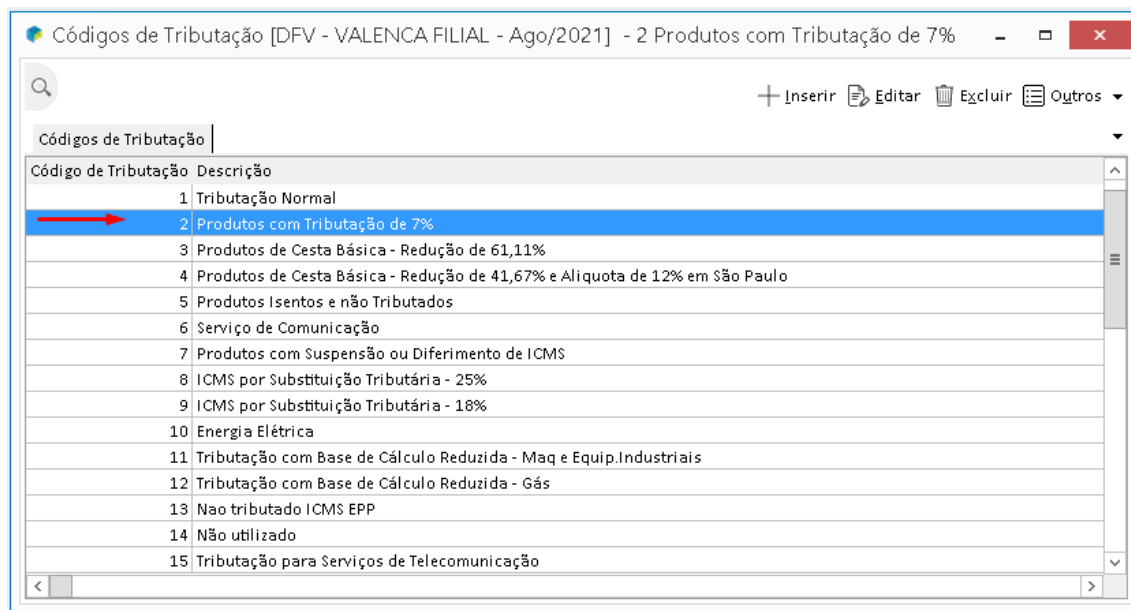 Códigos de Tributação [DFV - VALENCA FILIAL - Ago/2021] - 2 Produtos com Tributação de 7%
Inserir Editar Excluir Outros
Códigos de Tributação
Código de Tributação Descrição
1 Tributação Normal
2 Produtos com Tributação de 7%
3 Produtos de Cesta Básica - Redução de 61,11%
4 Produtos de Cesta Básica - Redução de 41,67% e Aliquota de 12% em São Paulo
5 Produtos Isentos e não Tributados
6 Serviço de Comunicação
7 Produtos com Suspensão ou Diferimento de ICMS
8 ICMS por Substituição Tributária - 25%
9 ICMS por Substituição Tributária - 18%
10 Energia Elétrica
11 Tributação com Base de Cálculo Reduzida - Maq e Equip.Industriais
12 Tributação com Base de Cálculo Reduzida - Gás
13 Nao tributado ICMS EPP
14 Não utilizado
15 Tributação para Serviços de Telecomunicação